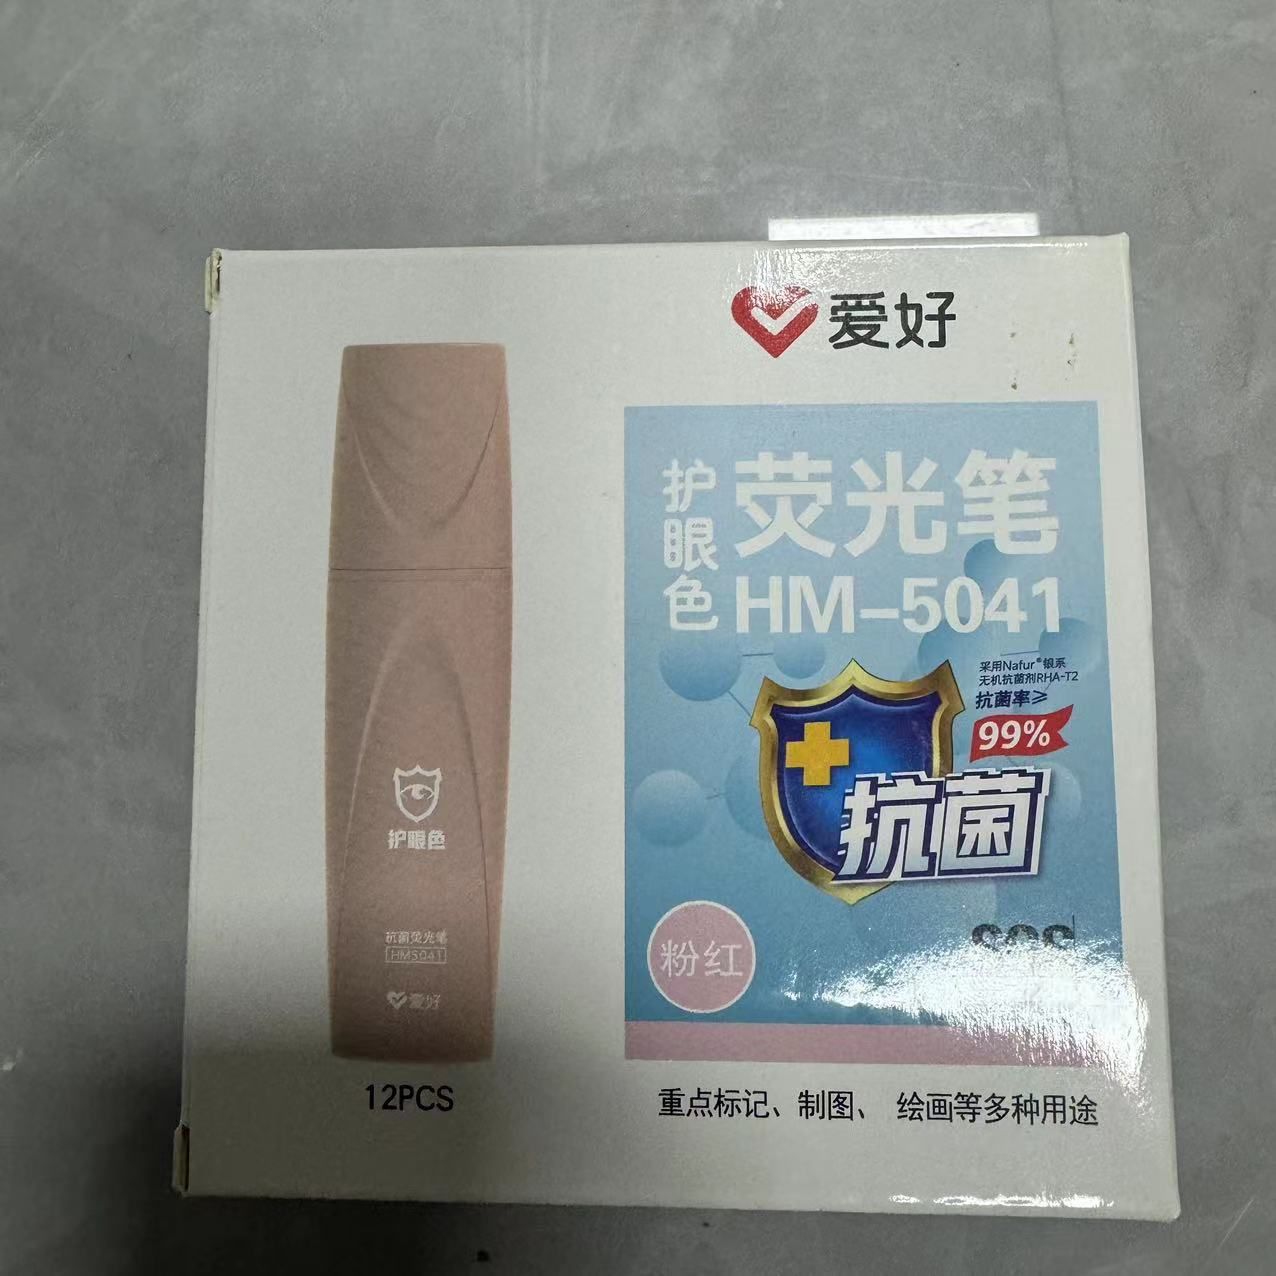 爱好
护眼色
荧光笔
HM-5041
采用Nafur®银系
无机抗菌剂RHA-T2
抗菌率≥
99%
抗菌
粉红
重点标记、制图、 绘画等多种用途
护眼色
抗菌荧光笔
HM5041
爱好
12PCS